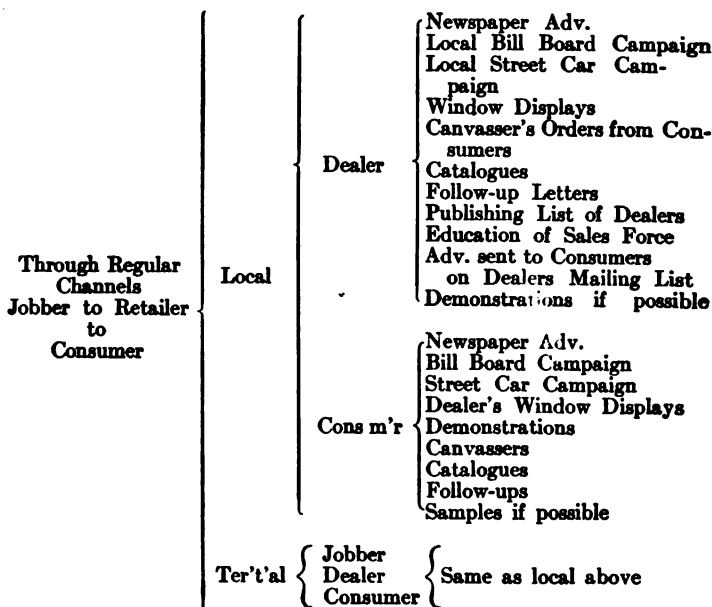 Through Regular
Channels
Jobber to Retailer
to
Consumer
Local
Dealer
Newspaper Adv.
Local Bill Board Campaign
Local Street Car Cam-
paign
Window Displays
Canvasser's Orders from Con-
sumers
Catalogues
Follow-up Letters
Publishing List of Dealers
Education of Sales Force
Adv. sent to Consumers
on Dealers Mailing List
Demonstrations if possible
Cons m'r
Newspaper Adv.
Bill Board Campaign
Street Car Campaign
Dealer's Window Displays
Demonstrations
Canvassers
Catalogues
Follow-ups
Samples if possible
Ter't'al
Jobber
Dealer
Consumer
Same as local above